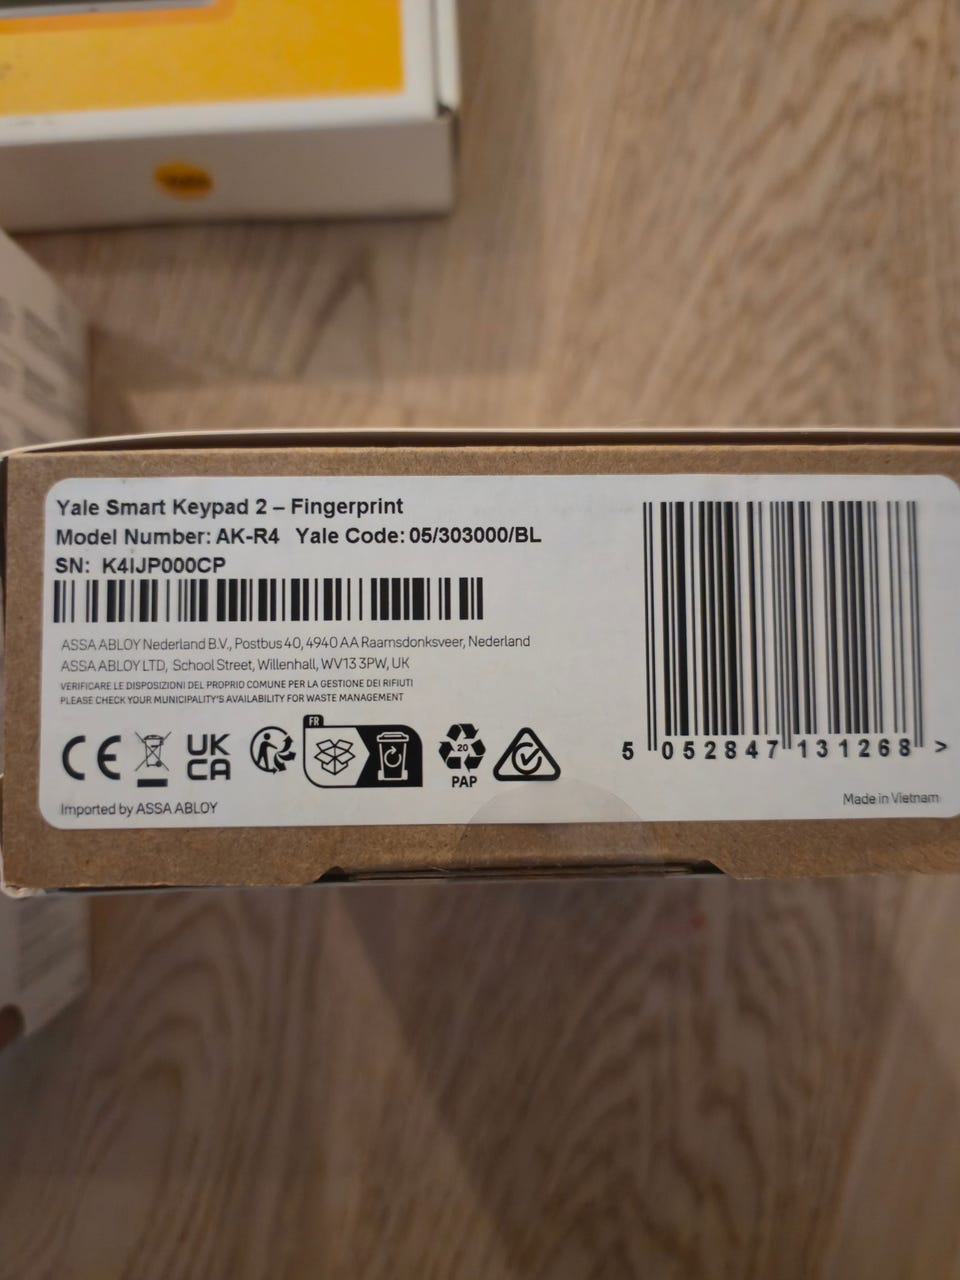 Yale Smart Keypad 2 – Fingerprint
Model Number: AK-R4 Yale Code: 05/303000/BL
SN: K4IJP000CP
ASSA ABLOY Nederland B.V., Postbus 40, 4940 AA Raamsdonksveer, Nederland
ASSA ABLOY LTD, School Street, Willenhall, WV13 3PW, UK
VERIFICARE LE DISPOSIZIONI DEL PROPRIO COMUNE PER LA GESTIONE DEI RIFIUTI
PLEASE CHECK YOUR MUNICIPALITY'S AVAILABILITY FOR WASTE MANAGEMENT
CE
UK
CA
FR
20
PAP
5 052847 131268 >
Imported by ASSA ABLOY
Made in Vietnam